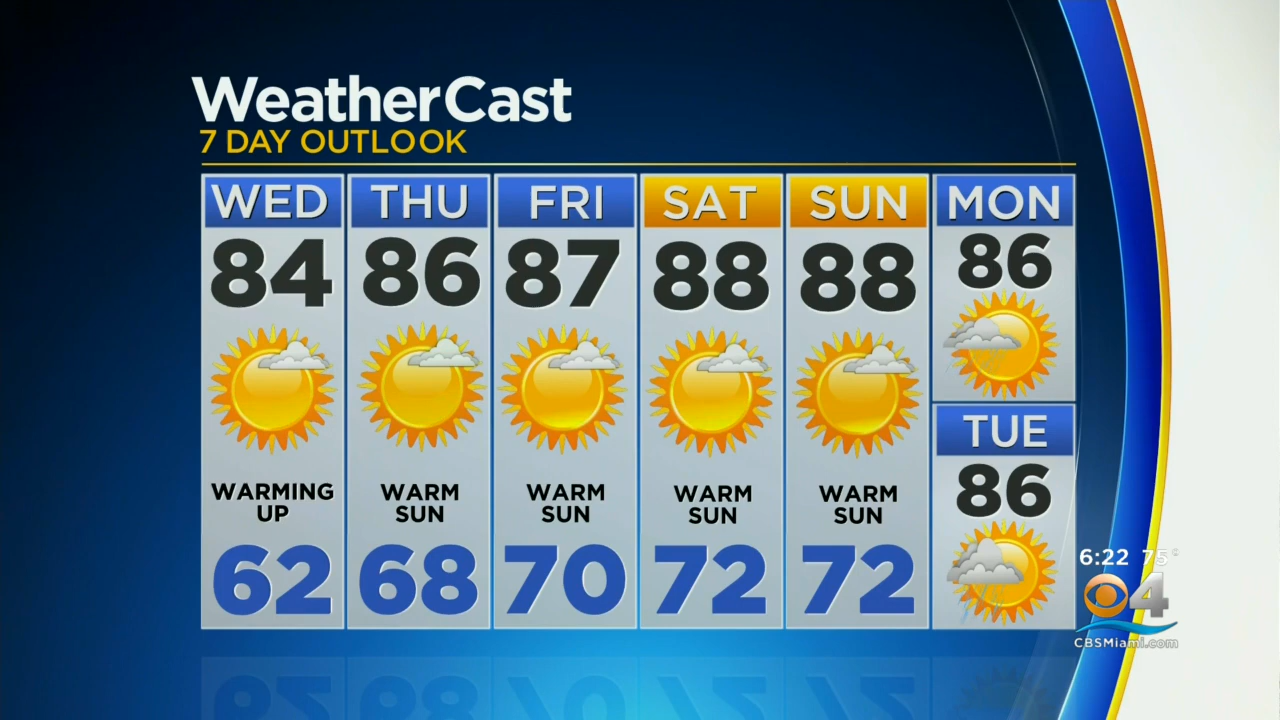 WeatherCast
7 DAY OUTLOOK
WED
84
WARMING
UP
62
THU
86
WARM
SUN
68
FRI
87
WARM
SUN
70
SAT
88
WARM
SUN
72
SUN
88
WARM
SUN
72
MON
86
TUE
86
6:22 75°
4
CBSMiami.com